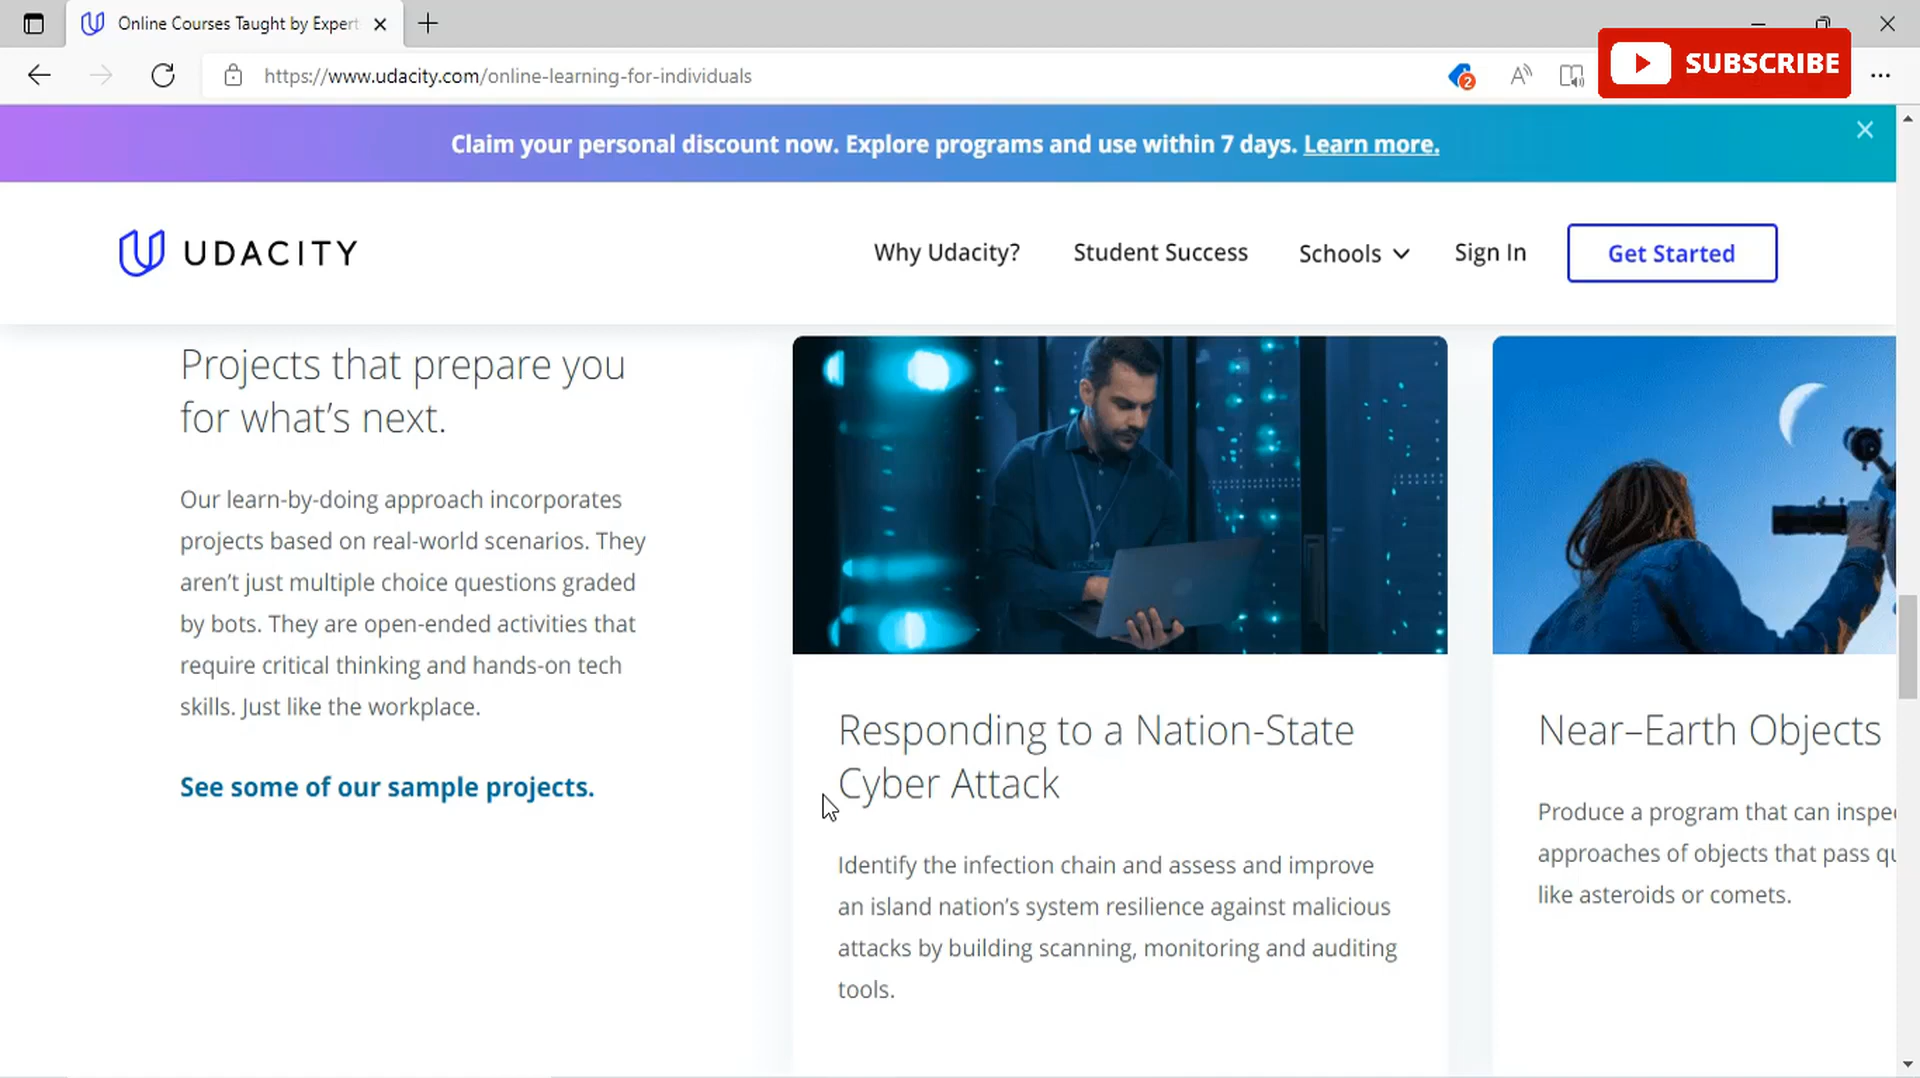 Online Courses Taught by Expert
https://www.udacity.com/online-learning-for-individuals
2
SUBSCRIBE
Claim your personal discount now. Explore programs and use within 7 days. Learn more.
UDACITY
Why Udacity?
Student Success
Schools
Sign In
Get Started
Projects that prepare you
for what's next.
Our learn-by-doing approach incorporates
projects based on real-world scenarios. They
aren't just multiple choice questions graded
by bots. They are open-ended activities that
require critical thinking and hands-on tech
skills. Just like the workplace.
See some of our sample projects.
Responding to a Nation-State
Cyber Attack
Identify the infection chain and assess and improve
an island nation's system resilience against malicious
attacks by building scanning, monitoring and auditing
tools.
Near–Earth Objects
Produce a program that can
approaches of objects that pass
like asteroids or comets.